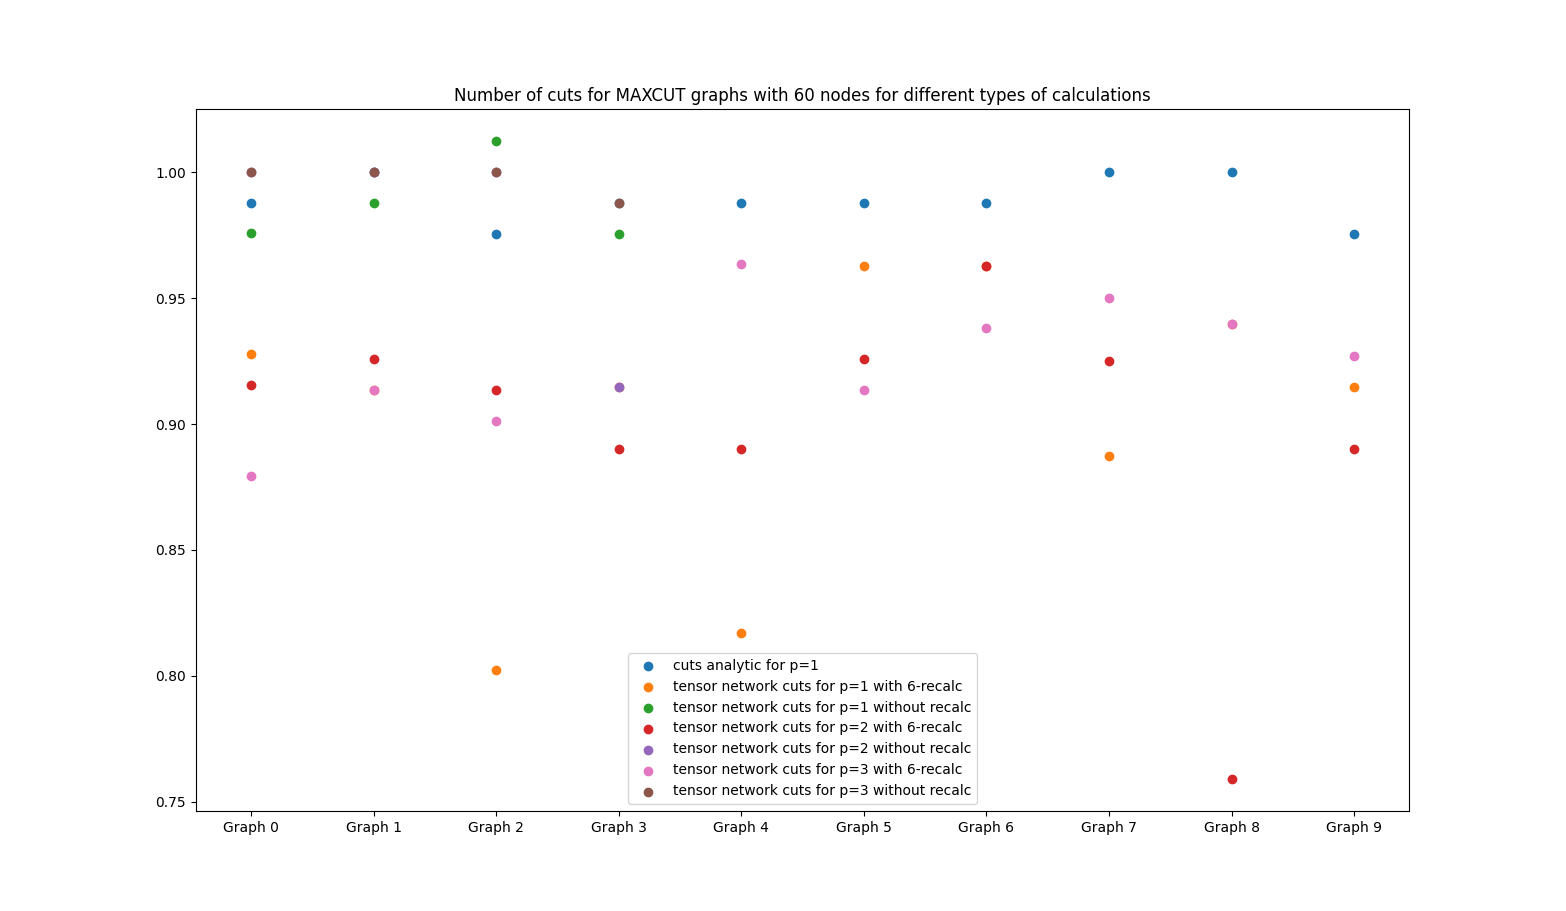 Number of cuts for MAXCUT graphs with 60 nodes for different types of calculations
1.00
0.95
0.90
0.85
0.80
0.75
cuts analytic for p=1
tensor network cuts for p=1 with 6-recalc
tensor network cuts for p=1 without recalc
tensor network cuts for p=2 with 6-recalc
tensor network cuts for p=2 without recalc
tensor network cuts for p=3 with 6-recalc
tensor network cuts for p=3 without recalc
Graph 0 Graph 1 Graph 2 Graph 3 Graph 4 Graph 5 Graph 6 Graph 7 Graph 8 Graph 9